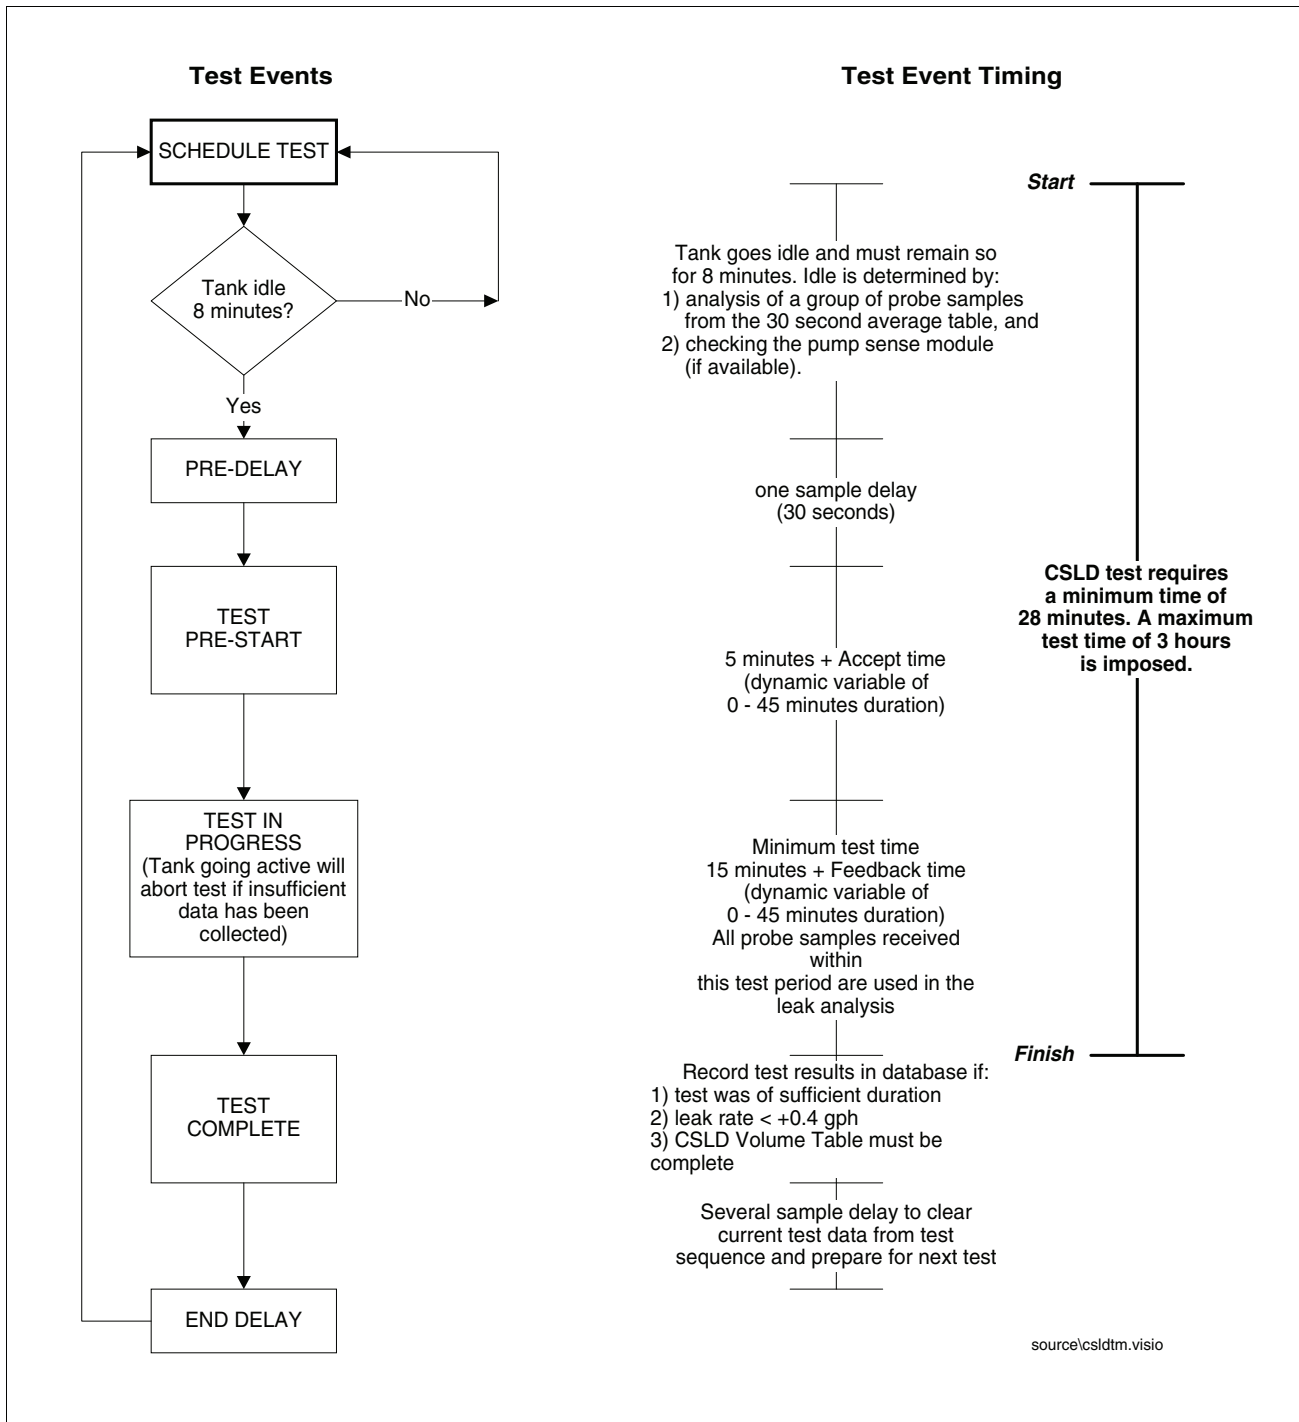 Test Events
SCHEDULE TEST
Tank idle
8 minutes?
No
Yes
PRE-DELAY
TEST
PRE-START
TEST IN
PROGRESS
(Tank going active will
abort test if insufficient
data has been
collected)
TEST
COMPLETE
END DELAY
Test Event Timing
Tank goes idle and must remain so
for 8 minutes. Idle is determined by:
1) analysis of a group of probe samples
from the 30 second average table, and
2) checking the pump sense module
(if available).
one sample delay
(30 seconds)
5 minutes + Accept time
(dynamic variable of
0 - 45 minutes duration)
Minimum test time
15 minutes + Feedback time
(dynamic variable of
0 - 45 minutes duration)
All probe samples received
within
this test period are used in the
leak analysis
Record test results in database if:
1) test was of sufficient duration
2) leak rate < +0.4 gph
3) CSLD Volume Table must be
complete
Several sample delay to clear
current test data from test
sequence and prepare for next test
Start
CSLD test requires
a minimum time of
28 minutes. A maximum
test time of 3 hours
is imposed.
Finish
source\csldtm.visio